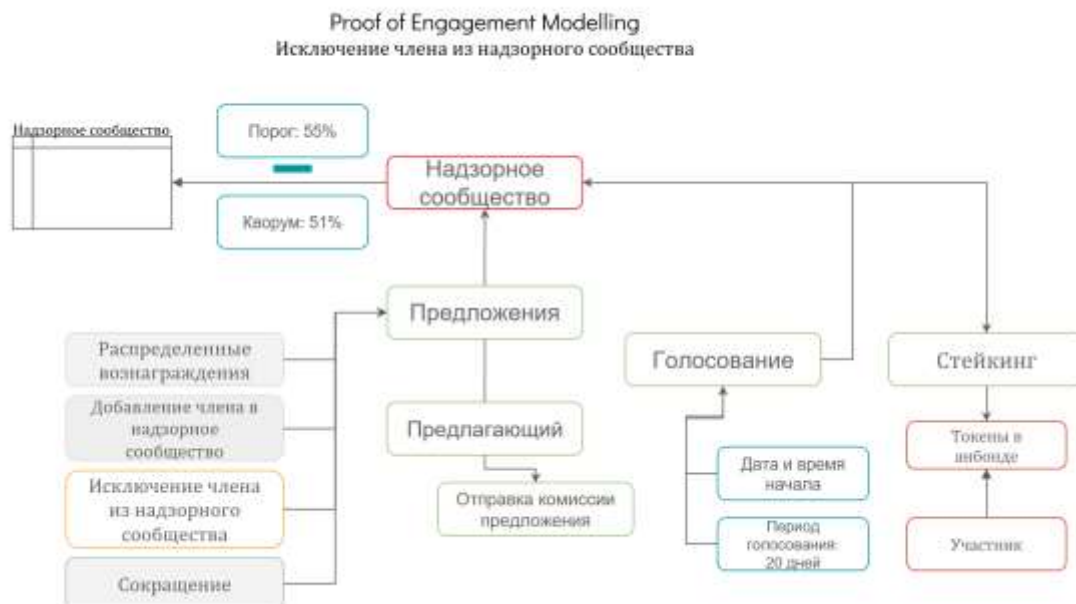 Proof of Engagement Modelling
Исключение члена из надзорного сообщества
Надзорное сообщество
Порог: 55%
Кворум: 51%
Надзорное
сообщество
Предложения
Распределенные
вознаграждения
Добавление члена в
надзорное
сообщество
Исключение члена
из надзорного
сообщества
Сокращение
Предлагающий
Отправка комиссии
предложения
Голосование
Дата и время
начала
Период
голосования:
20 дней
Стейкинг
Токены в
анбонде
Участник